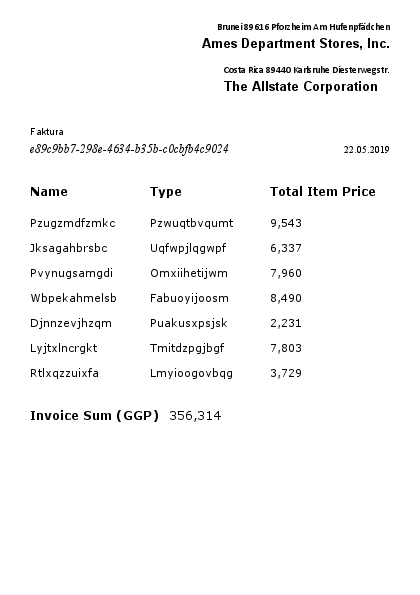 Brunei 89616 Pforzheim Am Hufenpfädchen
Ames Department Stores, Inc.
Costa Rica 89440 Karlsruhe Diesterwegstr.
The Allstate Corporation
Faktura
e89c9bb7-298e-4634-b35b-c0cbfb4c9024
22.05.2019
Name Type Total Item Price
Pzugzmdfzmkc Pzwuqtbvqumt 9,543
Jksagahbrsbc Uqfwpjlqgwpf 6,337
Pvynugsamgdi Omxiihetijwm 7,960
Wbpekahmelsb Fabuoyijoosm 8,490
Djnnzevjhzqm Puakusxpsjsk 2,231
Lyjtxlncrgkt Tmitdzpgjbgf 7,803
Rtlxqzzuixfa Lmyioogovbqg 3,729
Invoice Sum (GGP) 356,314